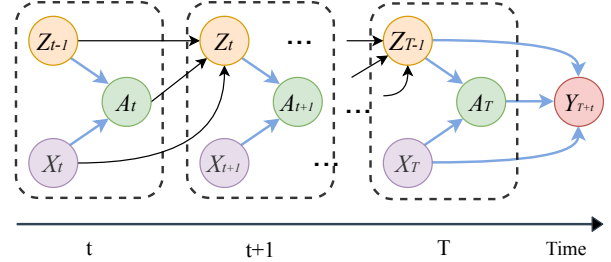 Z_{t-1} Z_t ... Z_{T-1}
A_t A_{t+1} ... A_T Y_{T+t}
X_t X_{t+1} ... X_T
t t+1 T Time